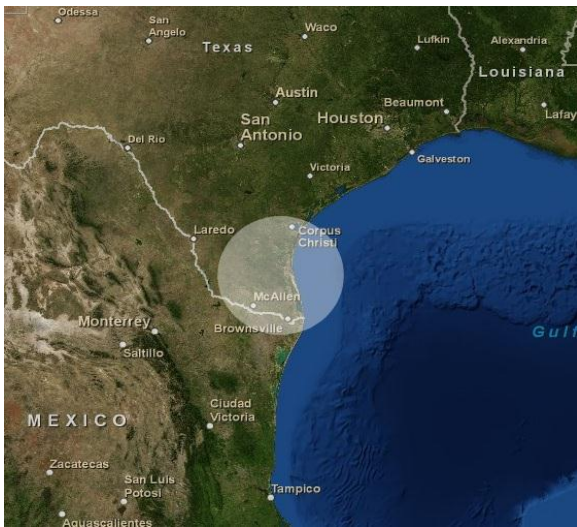 Odessa
San
Angelo
Waco
Texas
Lufkin
Alexandria
Louisiana
Austin
Beaumont
San
Antonio
Houston
Lafay
Del Rio
Galveston
Victoria
Laredo
Corpus
Christi
McAllen
Brownsville
Monterrey
Saltillo
Gulf
MEXICO
Ciudad
Victoria
Zacatecas
San Luis
Potosi
Tampico
Aguascalientes